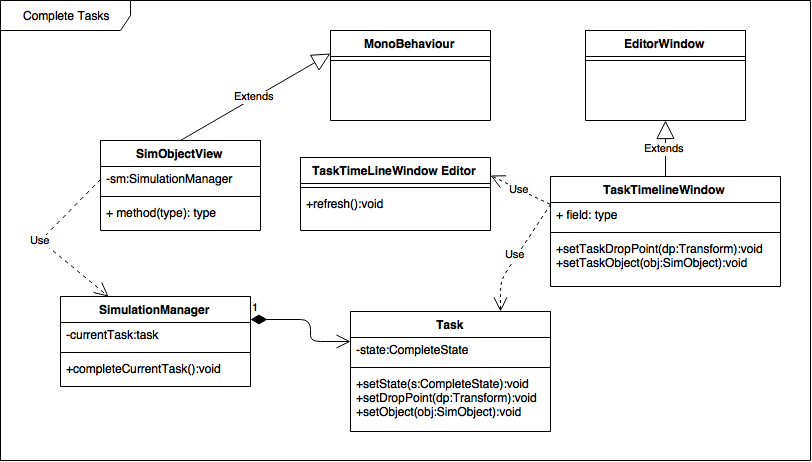 Complete Tasks
MonoBehaviour
EditorWindow
Extends
Extends
SimObjectView
-sm:SimulationManager
+ method(type): type
TaskTimeLineWindow Editor
+refresh():void
Use
TaskTimelineWindow
+ field: type
+setTaskDropPoint(dp:Transform):void
+setTaskObject(obj:SimObject):void
Use
Use
SimulationManager
-currentTask:task
+completeCurrentTask():void
1
Task
-state:CompleteState
+setState(s:CompleteState):void
+setDropPoint(dp:Transform):void
+setObject(obj:SimObject):void